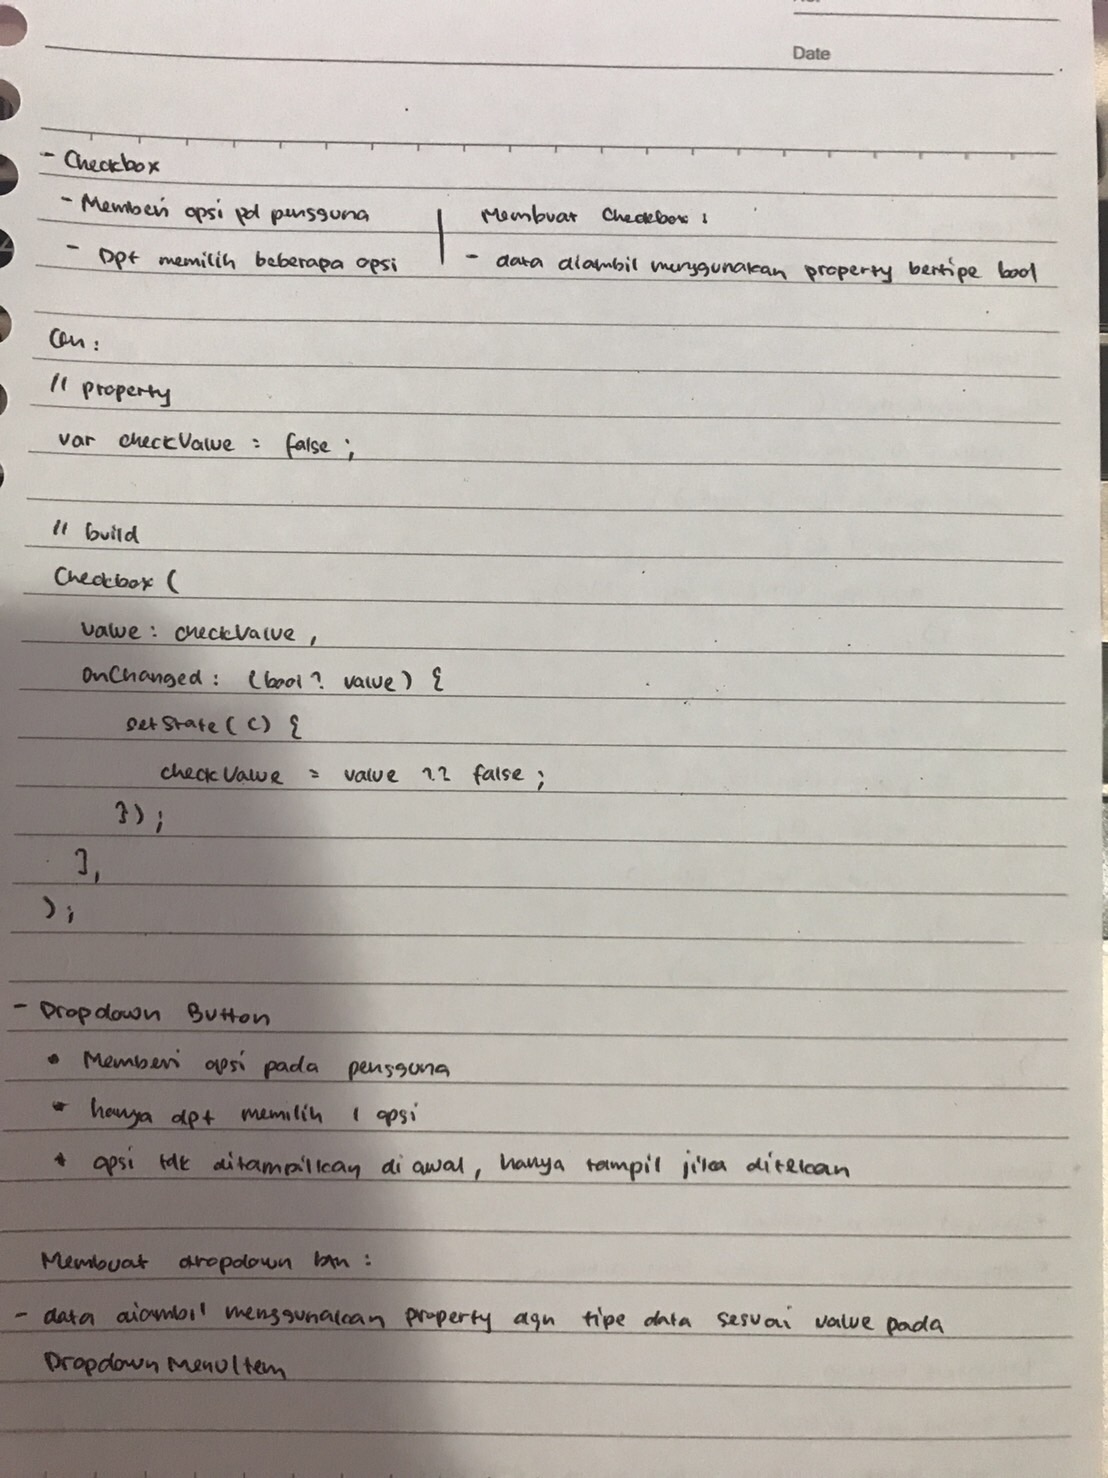 Date
- Checkbox
- Memberi opsi pd pengguna
- Dpt memilih beberapa opsi
Membuat Checkbox :
- data diambil menggunakan property bertipe bool
Con :
// property
var checkValue = false ;
// build
Checkbox (
value : checkValue ,
onChanged : (bool ? value) {
setState ( () {
checkValue = value ?? false ;
} ) ;
} ,
) ;
- Dropdown Button
• Memberi opsi pada pengguna
• hanya dpt memilih 1 opsi
• opsi tdk ditampilkan di awal, hanya tampil jika ditekan
Membuat dropdown btn :
- data diambil menggunakan property dgn tipe data sesuai value pada
DropdownMenuItem